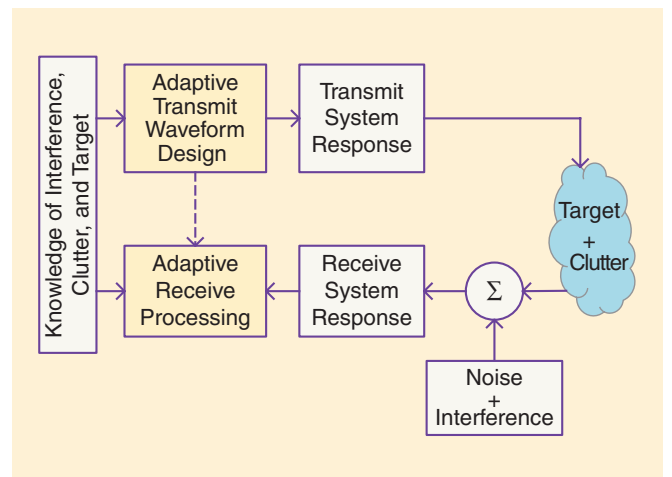 Knowledge of Interference,
Clutter, and Target
Adaptive
Transmit
Waveform
Design
Transmit
System
Response
Target
+
Clutter
Adaptive
Receive
Processing
Receive
System
Response
Σ
Noise
+
Interference